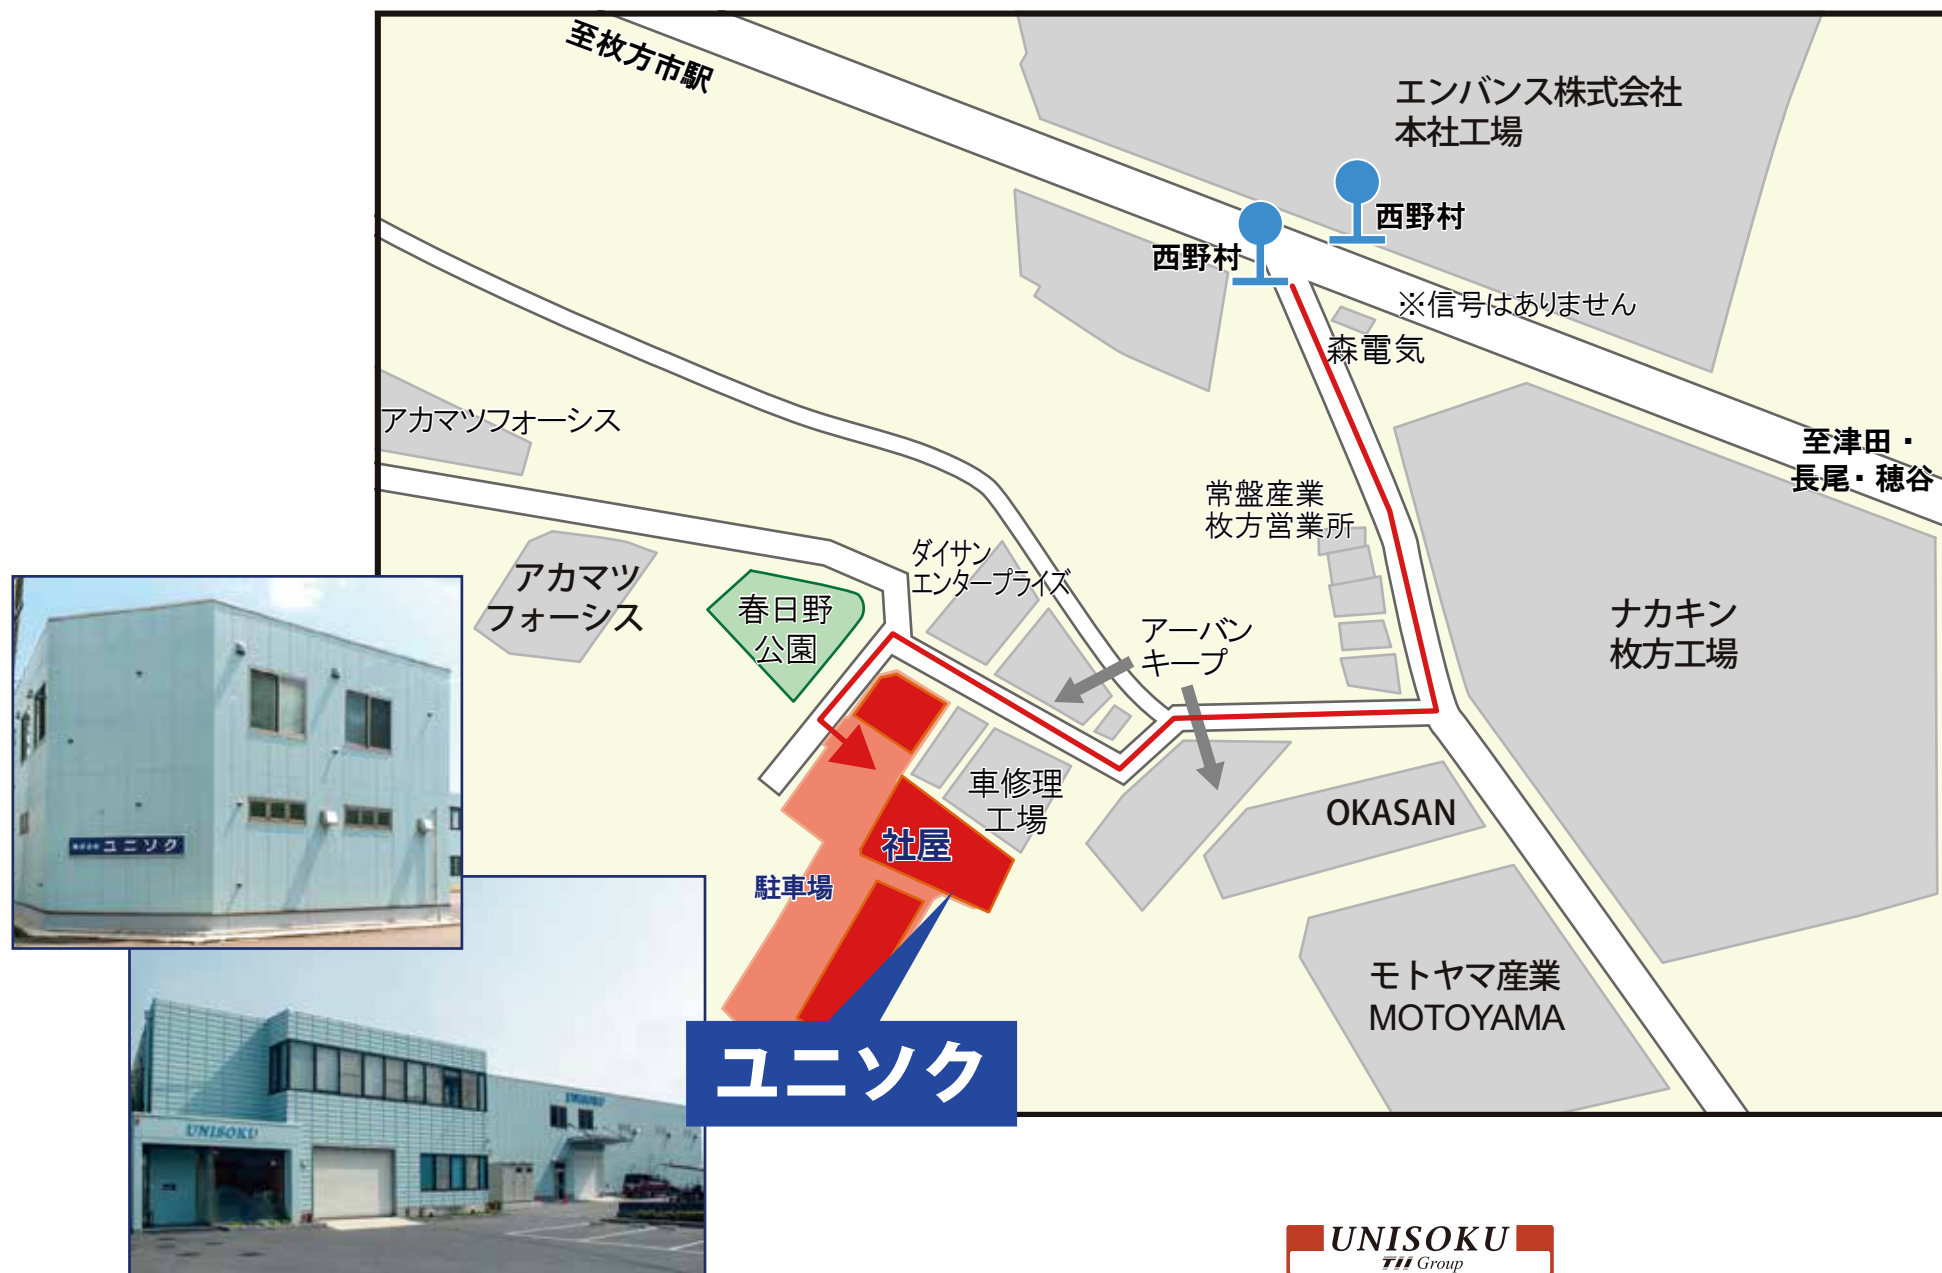 至枚方市駅
エンバンス株式会社
本社工場
西野村
西野村
※信号はありません
森電気
アカマツフォーシス
至津田・
長尾・穂谷
常盤産業
枚方営業所
ダイサン
エンタープライズ
アカマツ
フォーシス
春日野
公園
アーバン
キープ
ナカキン
枚方工場
車修理
工場
OKASAN
社屋
駐車場
株式会社 ユニソク
モトヤマ産業
MOTOYAMA
ユニソク
UNISOKU
UNISOKU
UNISOKU
TII Group